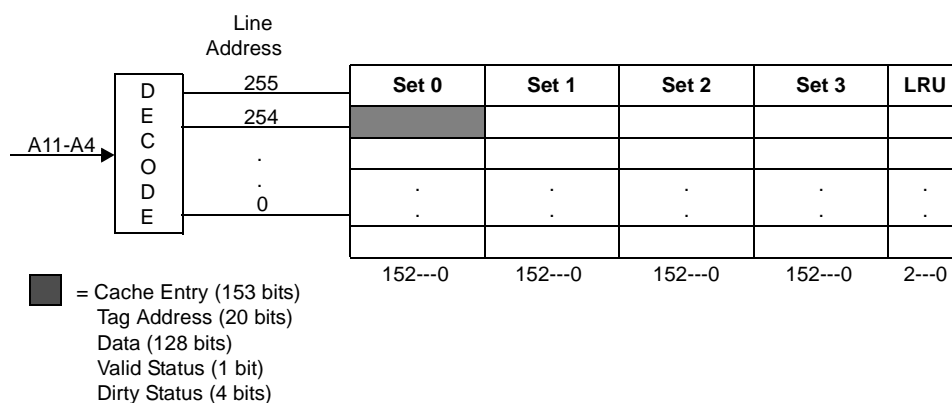 Line
Address
D
E
C
O
D
E
A11-A4
255
254
.
.
0
Set 0 Set 1 Set 2 Set 3 LRU
. . . . .
. . . . .
152---0 152---0 152---0 152---0 2---0
= Cache Entry (153 bits)
Tag Address (20 bits)
Data (128 bits)
Valid Status (1 bit)
Dirty Status (4 bits)